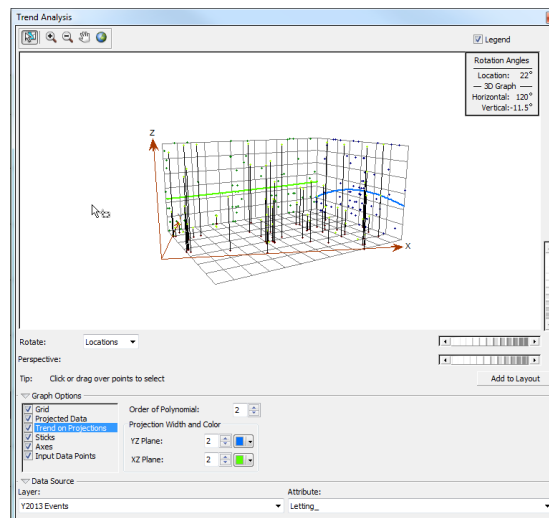 Trend Analysis
Legend
Rotation Angles
Location: 22°
3D Graph
Horizontal: 120°
Vertical:-11.5°
Z
Y
X
Rotate: Locations
Perspective:
Tip: Click or drag over points to select
Add to Layout
Graph Options
Grid
Projected Data
Trend on Projections
Sticks
Axes
Input Data Points
Order of Polynomial: 2
Projection Width and Color
YZ Plane: 2
XZ Plane: 2
Data Source
Layer: Attribute:
Y2013 Events Letting_